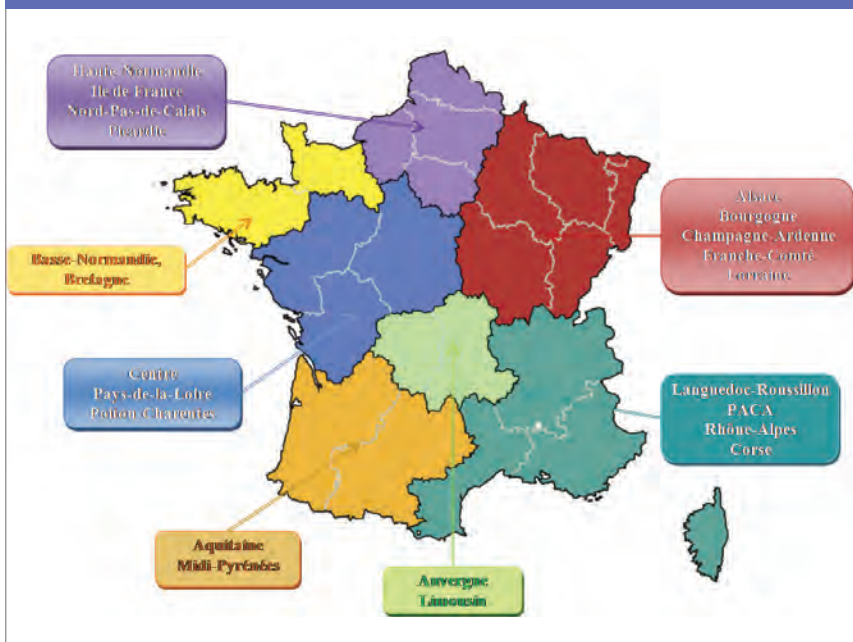 Haute-Normandie
Ile de France
Nord-Pas-de-Calais
Picardie
Alsace
Bourgogne
Champagne-Ardenne
Franche-Comté
Lorraine
Basse-Normandie,
Bretagne
Centre
Pays-de-la-Loire
Poitou-Charentes
Languedoc-Roussillon
PACA
Rhône-Alpes
Corse
Aquitaine
Midi-Pyrénées
Auvergne
Limousin